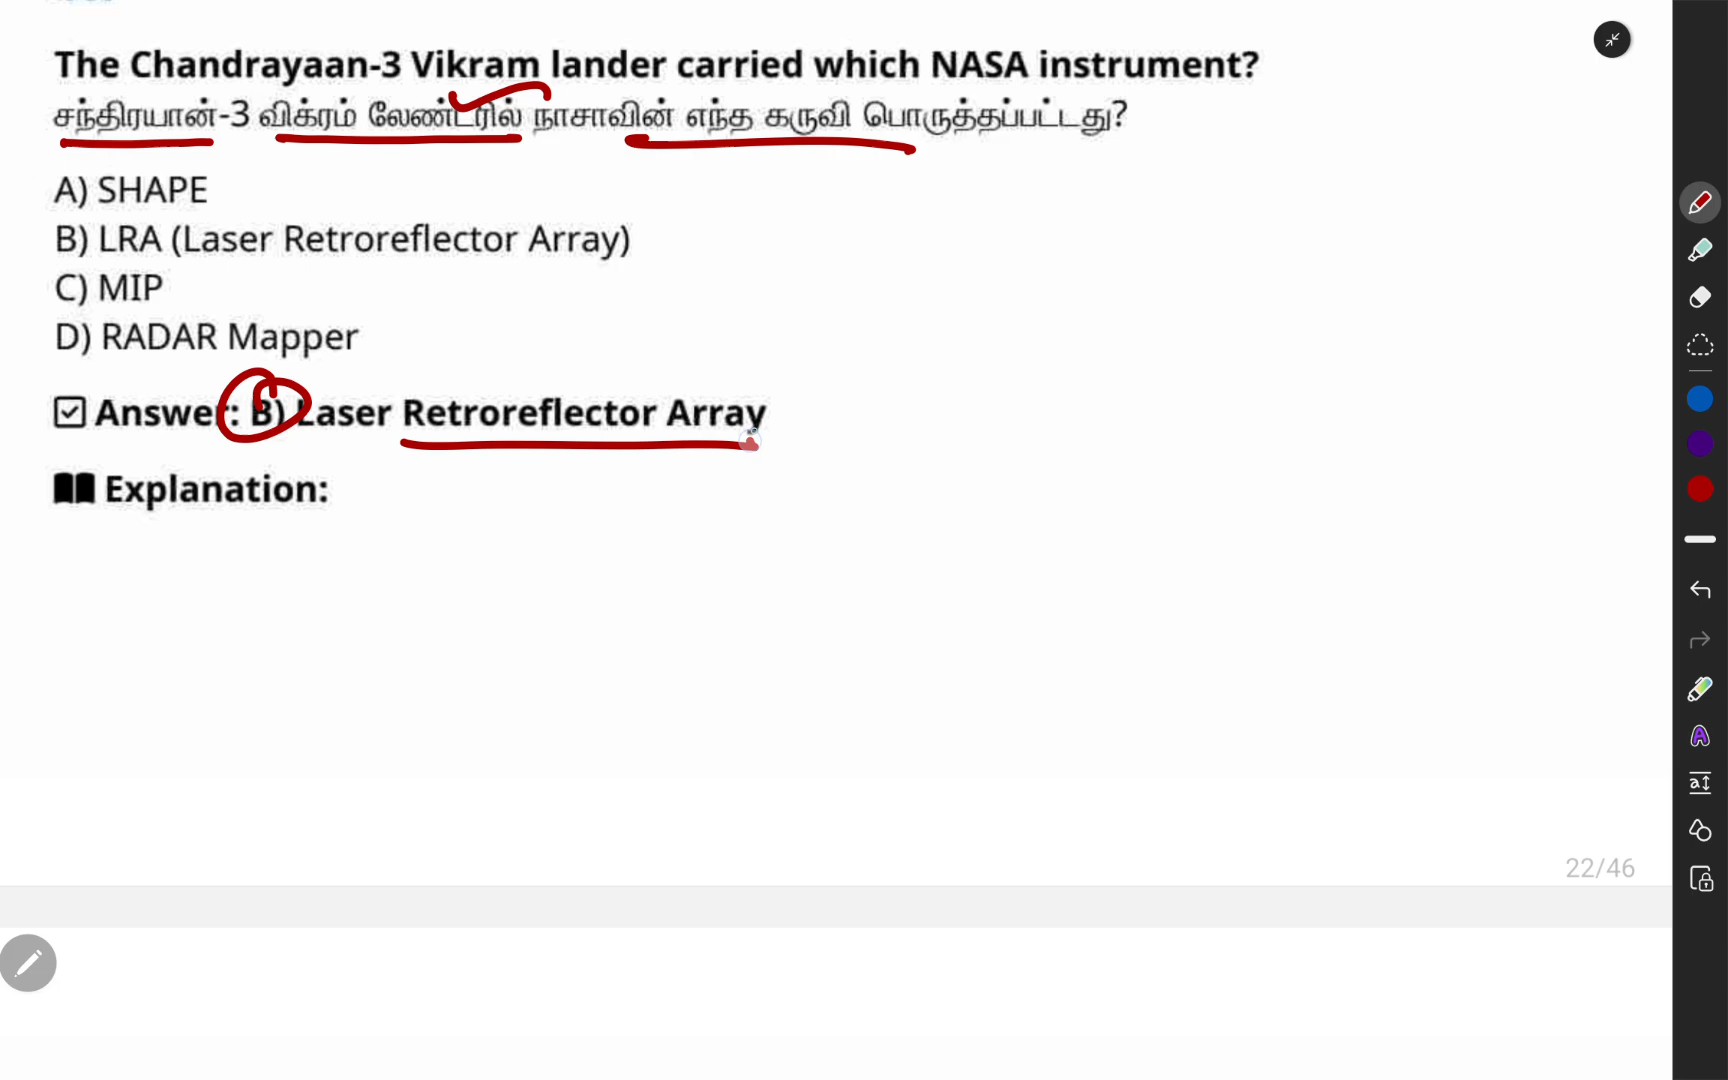 The Chandrayaan-3 Vikram lander carried which NASA instrument?
சந்திரயான்-3 விக்ரம் லேண்டரில் நாசாவின் எந்த கருவி பொருத்தப்பட்டது?
A) SHAPE
B) LRA (Laser Retroreflector Array)
C) MIP
D) RADAR Mapper
Answer: B) Laser Retroreflector Array
Explanation:
22/46